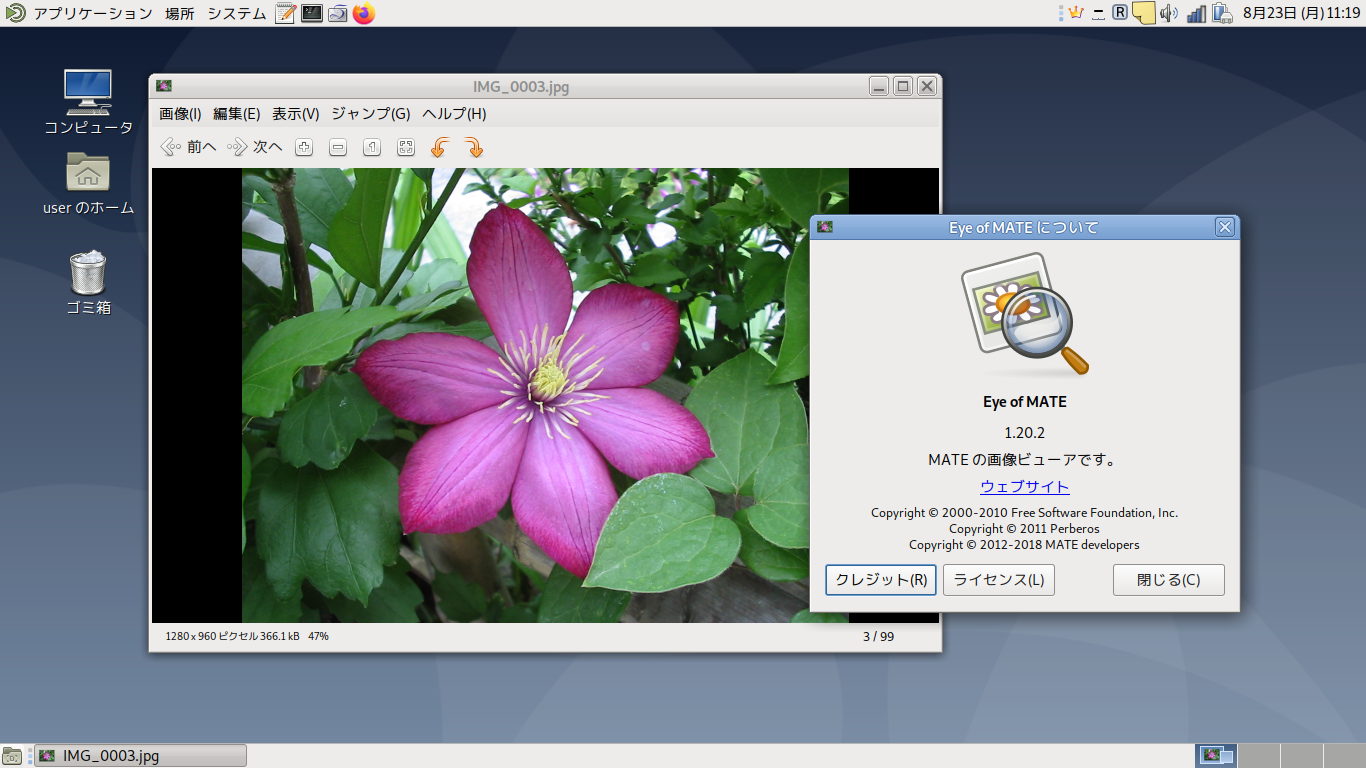 アプリケーション 場所 システム
R
8月23日 (月) 11:19
コンピュータ
user のホーム
ゴミ箱
IMG_0003.jpg
画像(I) 編集(E) 表示(V) ジャンプ(G) ヘルプ(H)
前へ 次へ 1
1280 x 960 ピクセル 366.1 kB 47%
3 / 99
Eye of MATE について
Eye of MATE
1.20.2
MATE の画像ビューアです。
ウェブサイト
Copyright © 2000-2010 Free Software Foundation, Inc.
Copyright © 2011 Perberos
Copyright © 2012-2018 MATE developers
クレジット(R) ライセンス(L) 閉じる(C)
IMG_0003.jpg